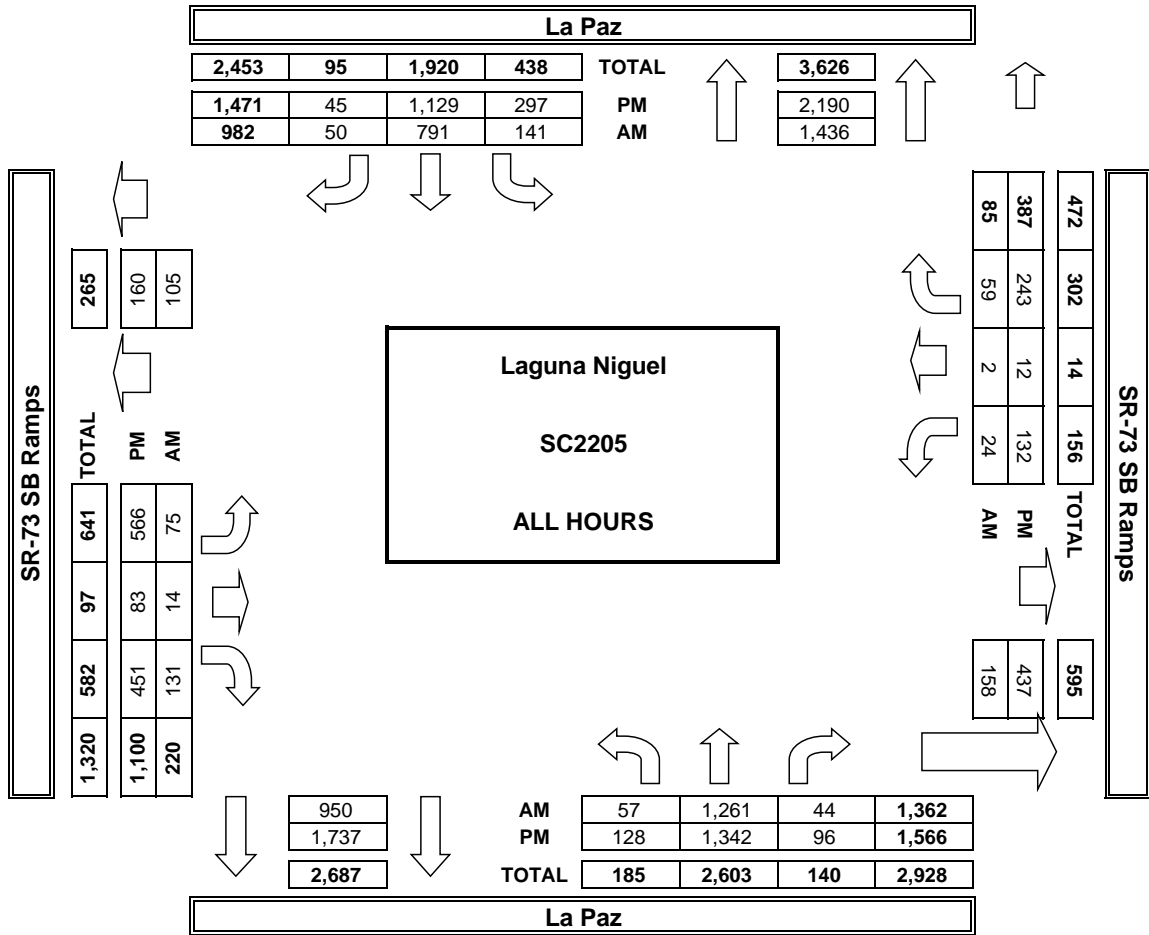 La Paz
2,453 95 1,920 438 TOTAL 3,626
1,471 45 1,129 297 PM 2,190
982 50 791 141 AM 1,436
SR-73 SB Ramps
265 160 105
TOTAL PM AM
641 566 75
97 83 14
582 451 131
1,320 1,100 220
Laguna Niguel
SC2205
ALL HOURS
85 387 472
59 243 302
2 12 14
24 132 156
AM PM TOTAL
158 437 595
SR-73 SB Ramps
950 AM 57 1,261 44 1,362
1,737 PM 128 1,342 96 1,566
2,687 TOTAL 185 2,603 140 2,928
La Paz